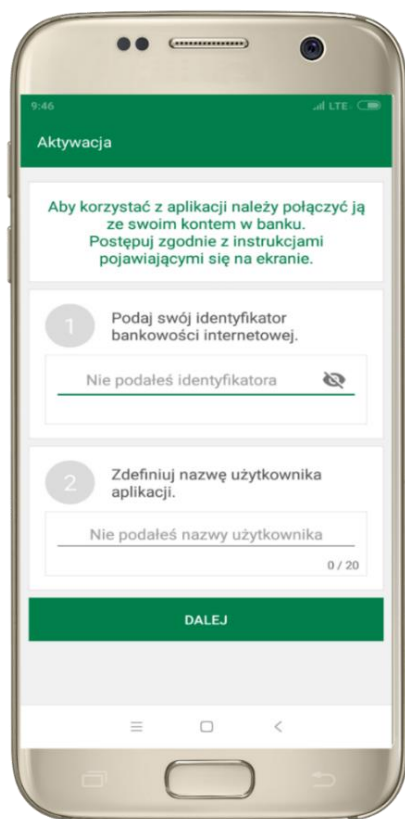 9:46
LTE
Aktywacja
Aby korzystać z aplikacji należy połączyć ją
ze swoim kontem w banku.
Postępuj zgodnie z instrukcjami
pojawiającymi się na ekranie.
1
Podaj swój identyfikator
bankowości internetowej.
Nie podałeś identyfikatora
2
Zdefiniuj nazwę użytkownika
aplikacji.
Nie podałeś nazwy użytkownika
0 / 20
DALEJ